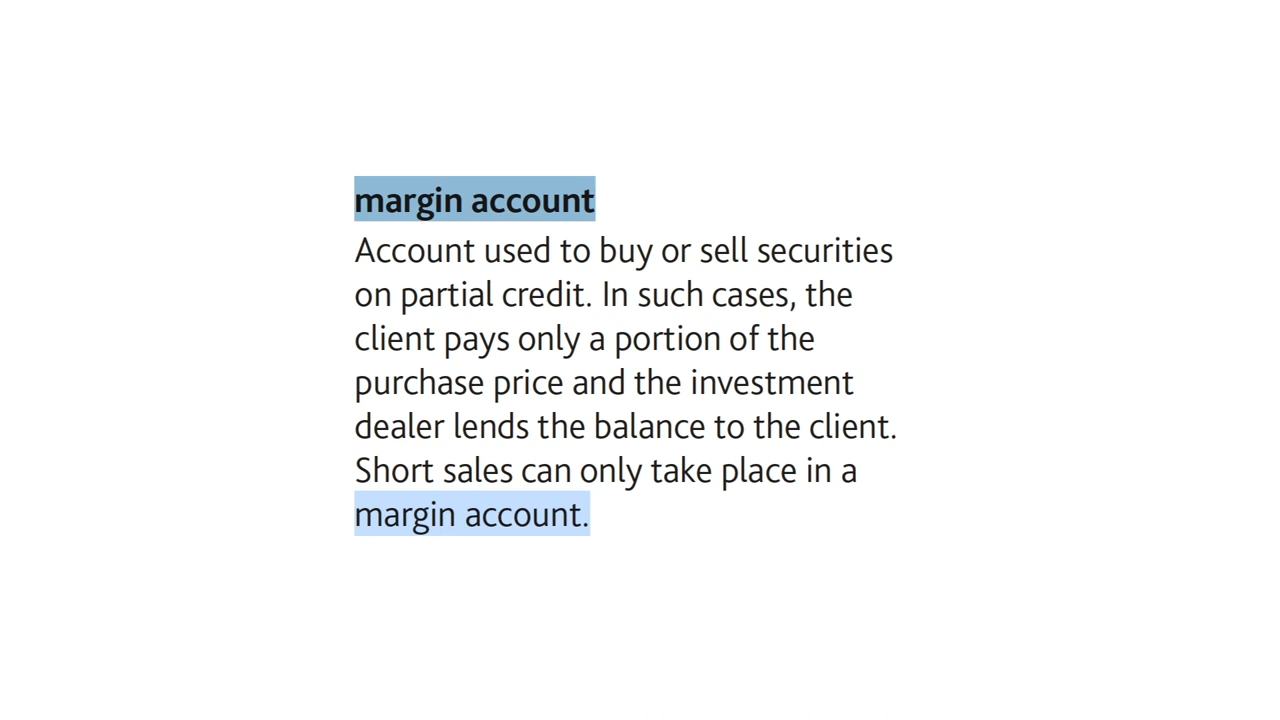 margin account
Account used to buy or sell securities
on partial credit. In such cases, the
client pays only a portion of the
purchase price and the investment
dealer lends the balance to the client.
Short sales can only take place in a
margin account.